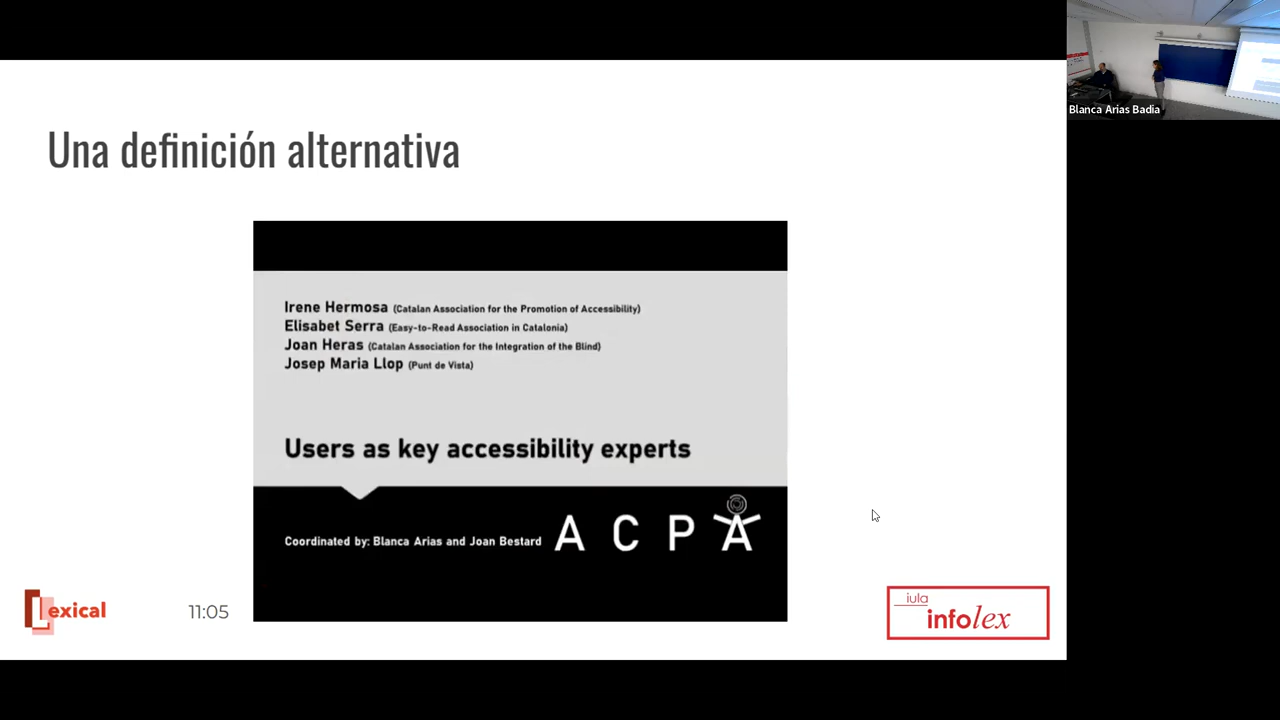 Una definición alternativa
Irene Hermosa (Catalan Association for the Promotion of Accessibility)
Elisabet Serra (Easy-to-Read Association in Catalonia)
Joan Heras (Catalan Association for the Integration of the Blind)
Josep Maria Llop (Punt de Vista)
Users as key accessibility experts
Coordinated by: Blanca Arias and Joan Bestard
A C P A
Lexical
11:05
iula
infolex
Blanca Arias Badia